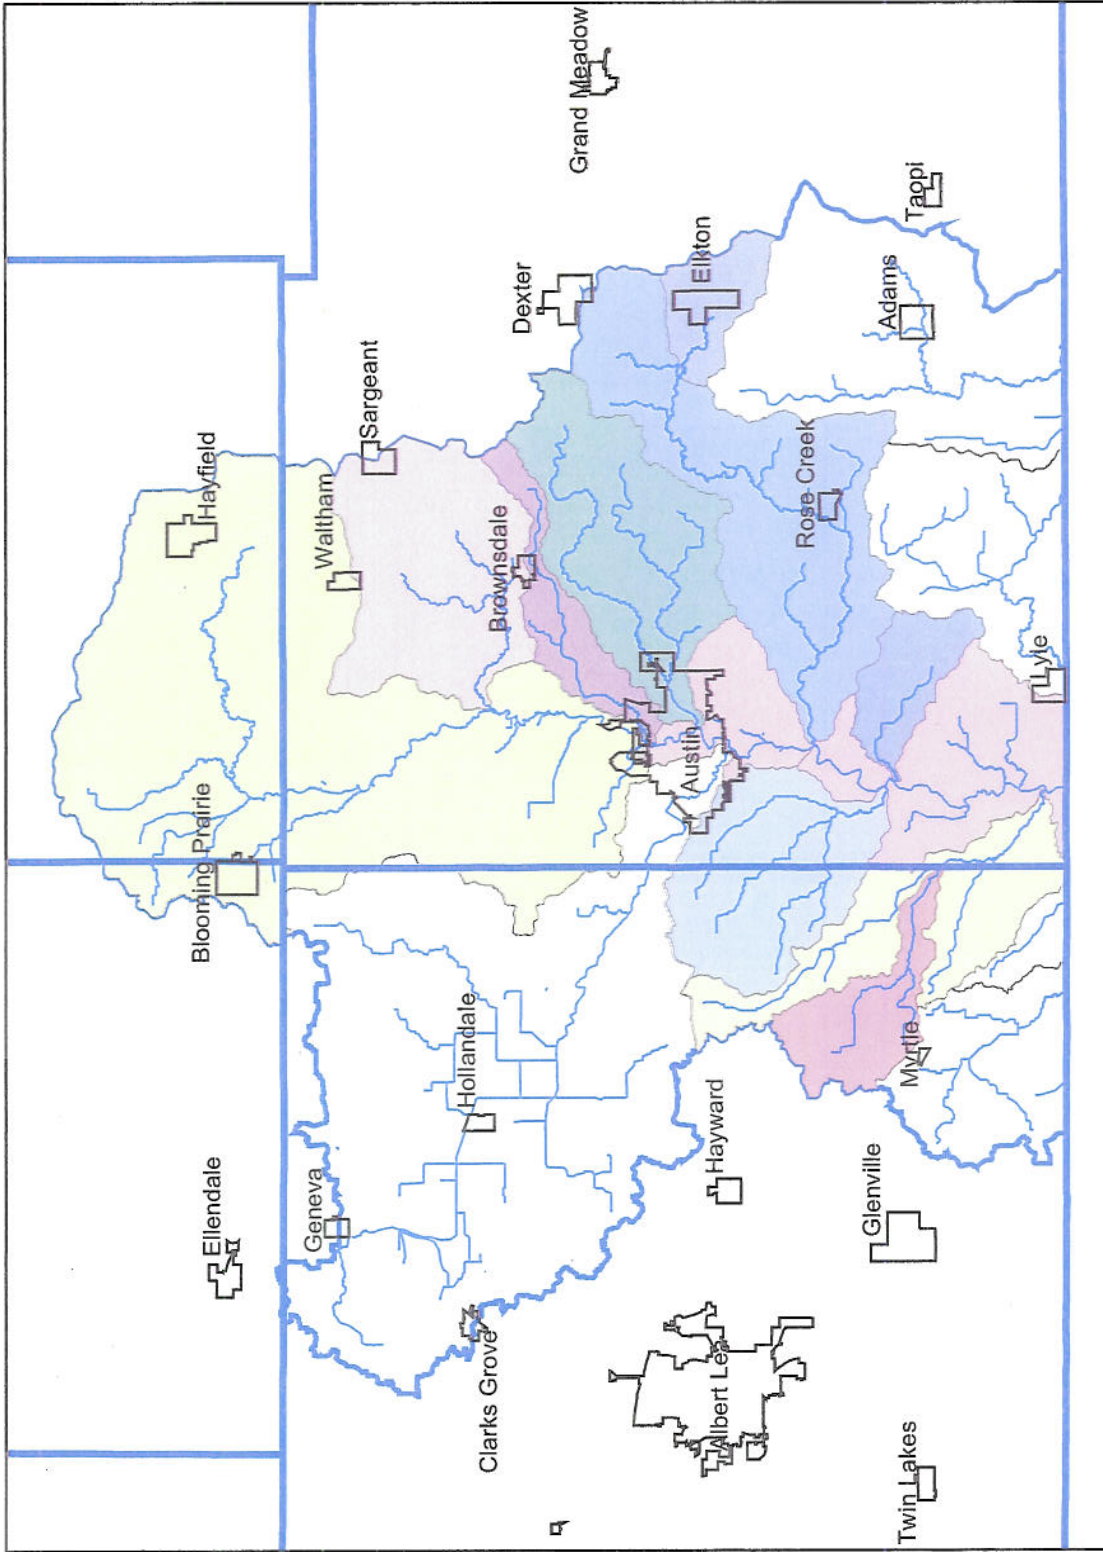 Ellendale
Blooming Prairie
Hayfield
Geneva
Waltham
Sargeant
Clarks Grove
Hollandale
Brownsdale
Dexter
Grand Meadow
Albert Lea
Hayward
Austin
Elkton
Glenville
Rose Creek
Twin Lakes
Myrtle
Adams
Taopi
Lyle